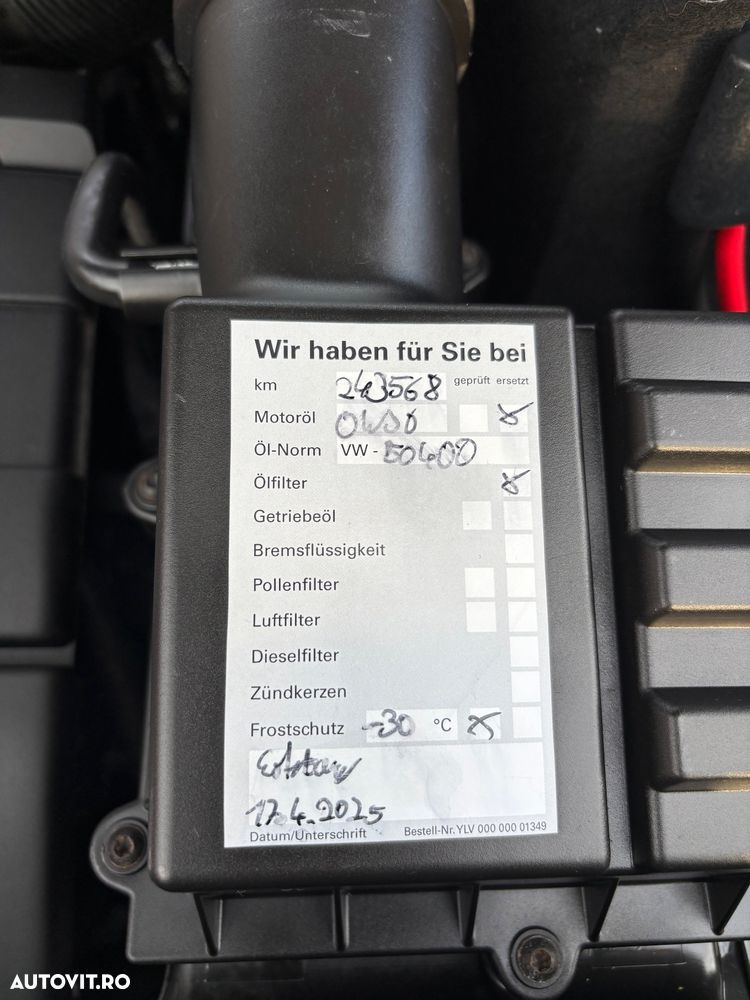 Wir haben für Sie bei
km 243568 geprüft ersetzt
Motoröl 0W30
Öl-Norm VW - 50400
Ölfilter
Getriebeöl
Bremsflüssigkeit
Pollenfilter
Luftfilter
Dieselfilter
Zündkerzen
Frostschutz -30 °C
17.4.2025
Datum/Unterschrift Bestell-Nr. YLV 000 000 01349
AUTOVIT.RO